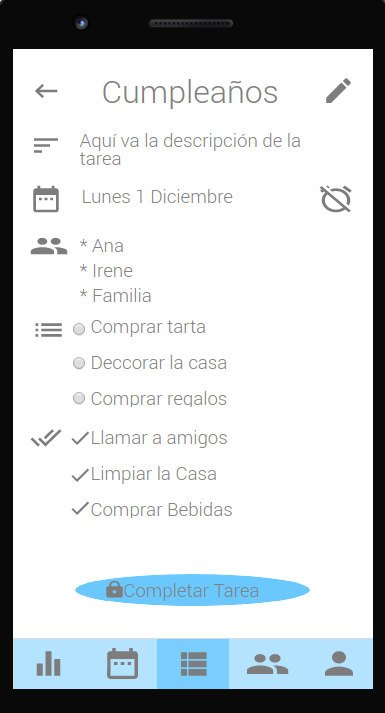 Cumpleaños
Aquí va la descripción de la
tarea
Lunes 1 Diciembre
* Ana
* Irene
* Familia
Comprar tarta
Deccorar la casa
Comprar regalos
Llamar a amigos
Limpiar la Casa
Comprar Bebidas
Completar Tarea